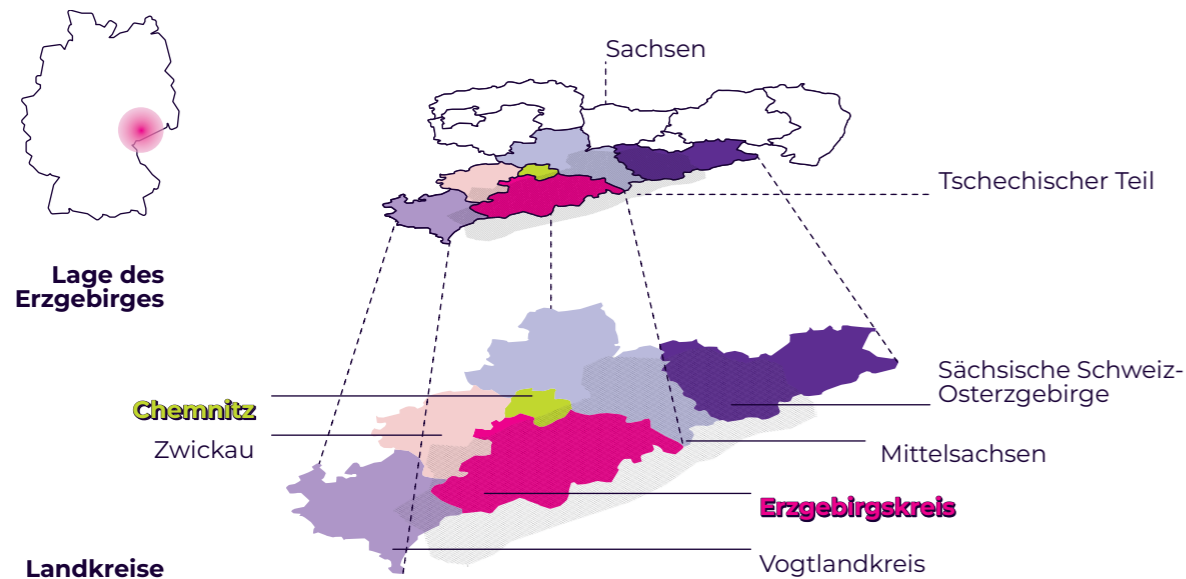 Sachsen
Tschechischer Teil
Lage des
Erzgebirges
Sächsische Schweiz-
Osterzgebirge
Chemnitz
Zwickau
Mittelsachsen
Erzgebirgskreis
Vogtlandkreis
Landkreise